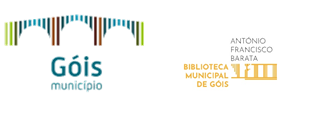 Góis
município
ANTÓNIO
FRANCISCO
BARATA
BIBLIOTECA
MUNICIPAL
DE GÓIS